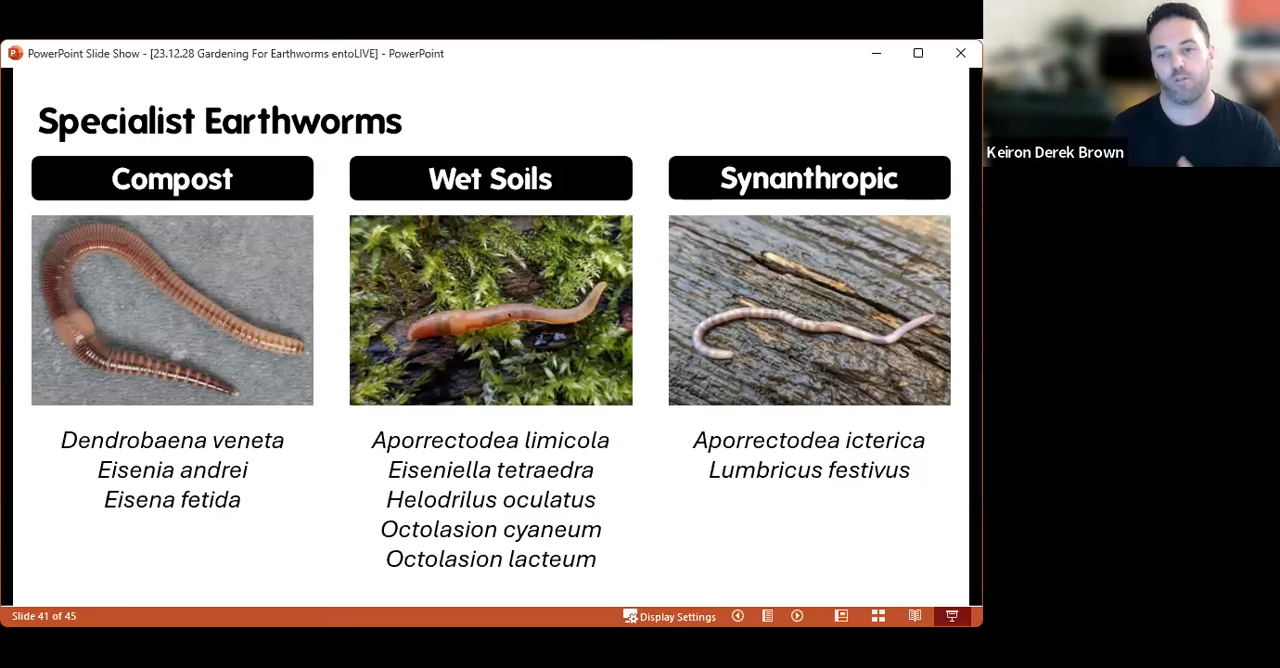 PowerPoint Slide Show - [23.12.28 Gardening For Earthworms entoLIVE] - PowerPoint
Keiron Derek Brown
Specialist Earthworms
Compost
Dendrobaena veneta
Eisenia andrei
Eisena fetida
Wet Soils
Aporrectodea limicola
Eiseniella tetraedra
Helodrilus oculatus
Octolasion cyaneum
Octolasion lacteum
Synanthropic
Aporrectodea icterica
Lumbricus festivus
Slide 41 of 45
Display Settings